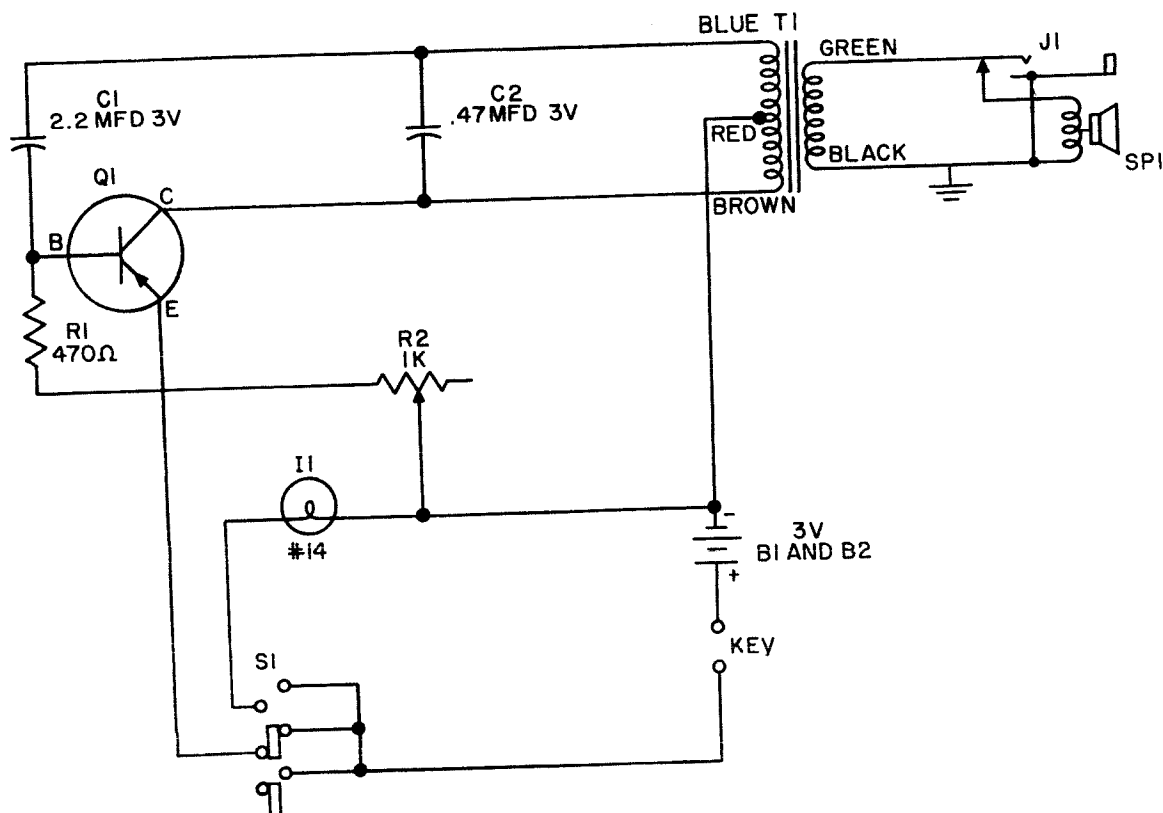 BLUE T1
GREEN
J1
C1
2.2 MFD 3V
C2
.47 MFD 3V
RED
BLACK
SP1
Q1
C
BROWN
B
E
R1
470Ω
R2
1K
I1
#14
-
3V
B1 AND B2
+
KEY
S1